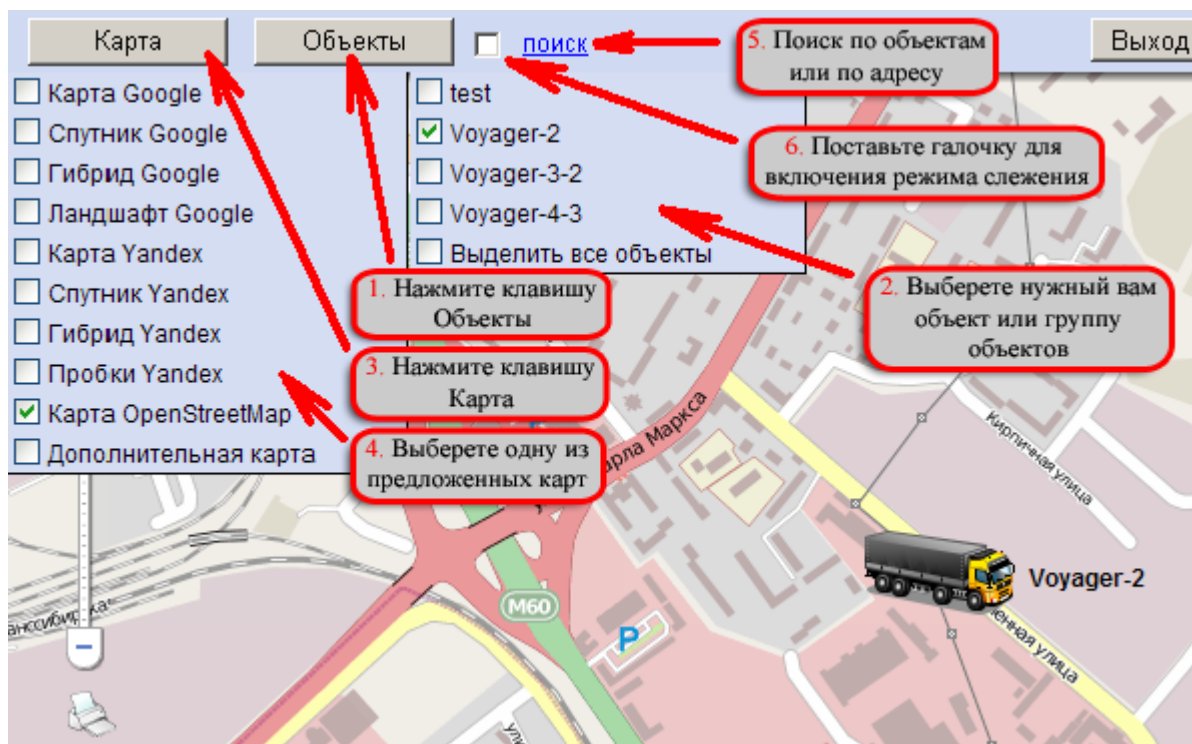 Карта
Объекты
поиск
Выход
Карта Google
Спутник Google
Гибрид Google
Ландшафт Google
Карта Yandex
Спутник Yandex
Гибрид Yandex
Пробки Yandex
Карта OpenStreetMap
Дополнительная карта
test
Voyager-2
Voyager-3-2
Voyager-4-3
Выделить все объекты
5. Поиск по объектам
или по адресу
6. Поставьте галочку для
включения режима слежения
1. Нажмите клавишу
Объекты
2. Выберете нужный вам
объект или группу
объектов
3. Нажмите клавишу
Карта
4. Выберете одну из
предложенных карт
арла Маркса
Кирпичная улица
Voyager-2
М60
P
енная улица